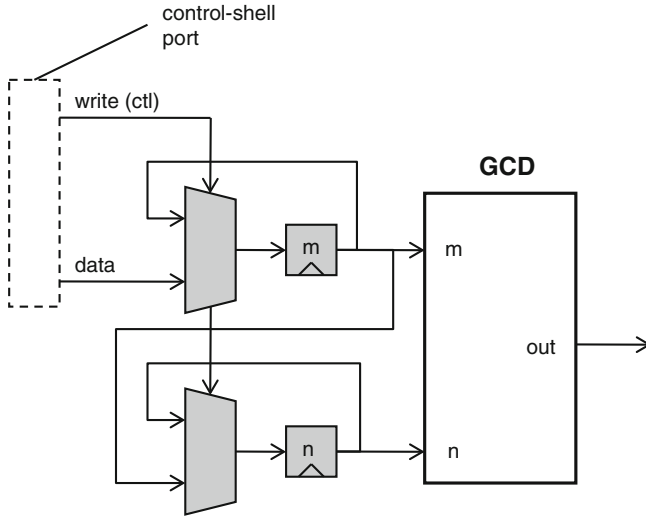 control-shell
port
write (ctl)
GCD
m
m
data
out
n
n